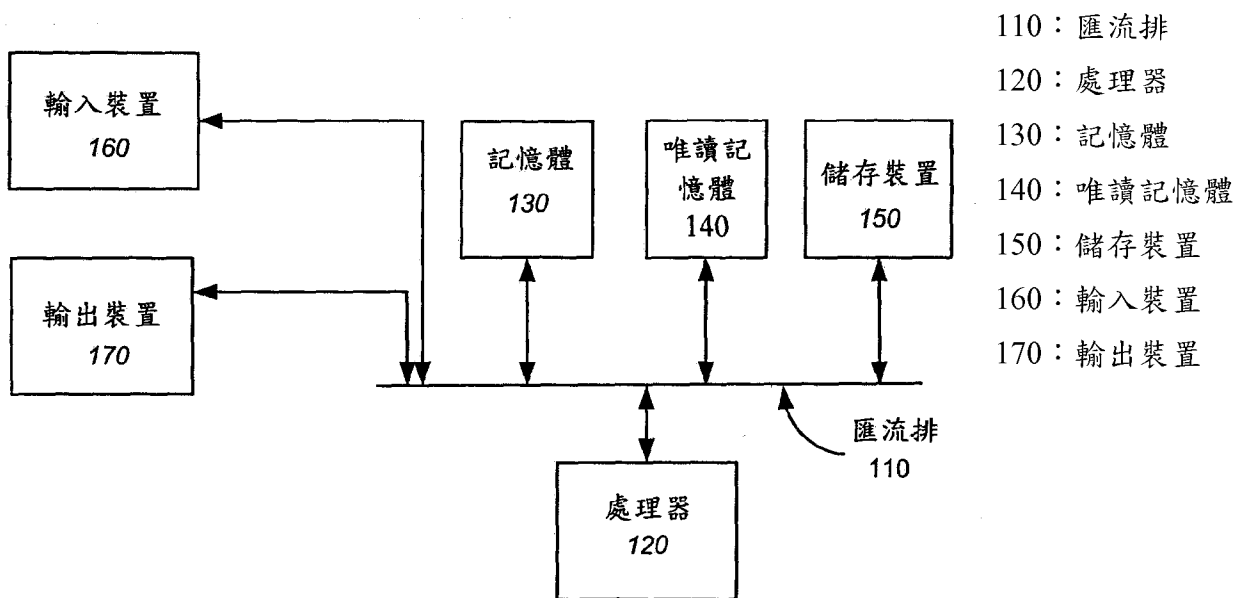 110：匯流排
120：處理器
130：記憶體
140：唯讀記憶體
150：儲存裝置
160：輸入裝置
170：輸出裝置
輸入裝置
160
記憶體
130
唯讀記
憶體
140
儲存裝置
150
輸出裝置
170
匯流排
110
處理器
120